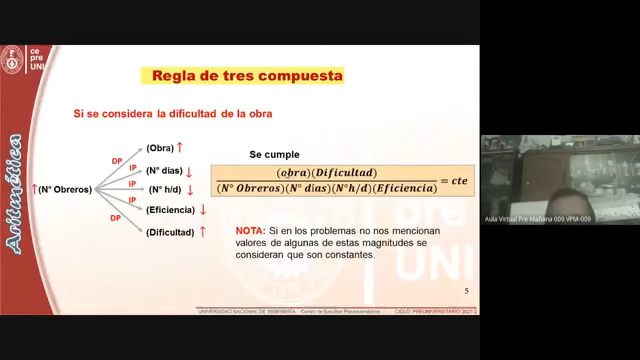 ce
pre
UNI
Regla de tres compuesta
Aritmética
Si se considera la dificultad de la obra
(N° Obreros)
DP
IP
IP
IP
DP
(Obra)
(N° días)
(N° h/d)
(Eficiencia)
(Dificultad)
Se cumple
(obra)(Dificultad)
(N° Obreros)(N° días)(N°h/d)(Eficiencia)
= cte
NOTA: Si en los problemas no nos mencionan
valores de algunas de estas magnitudes se
consideran que son constantes.
5
UNIVERSIDAD NACIONAL DE INGENIERÍA - Centro de Estudios Preuniversitarios
CICLO: PREUNIVERSITARIO 2021-2
Aula Virtual Pre Mañana 009 VPM-009